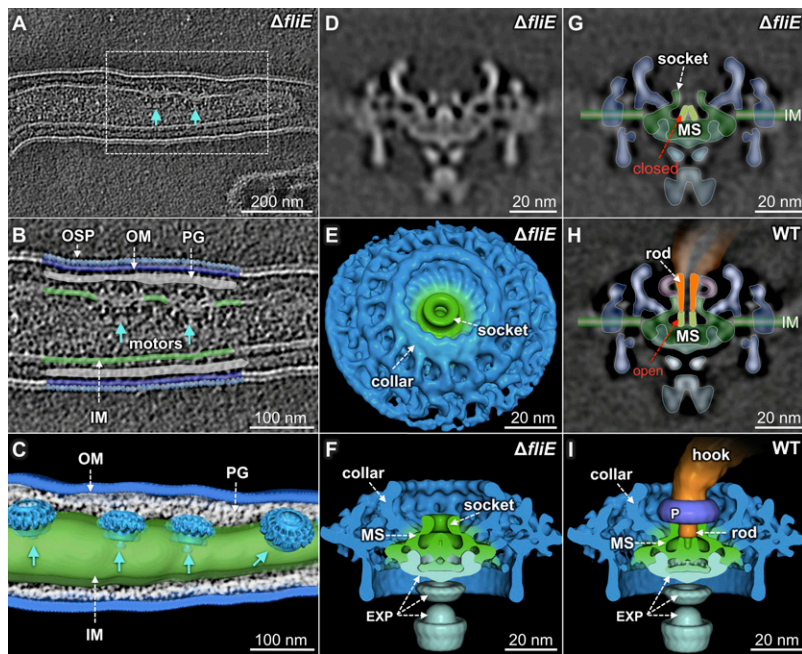 A
ΔfliE
200 nm
B
OSP
OM
PG
motors
IM
100 nm
C
OM
PG
IM
100 nm
D
ΔfliE
20 nm
E
ΔfliE
socket
collar
20 nm
F
ΔfliE
collar
socket
MS
EXP
20 nm
G
ΔfliE
socket
IM
MS
closed
20 nm
H
WT
rod
IM
MS
open
20 nm
I
WT
hook
collar
P
rod
MS
EXP
20 nm